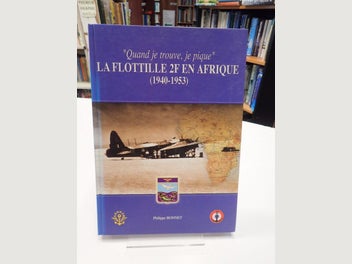 "Quand je trouve, je pique"
LA FLOTTILLE 2F EN AFRIQUE
(1940-1953)
Philippe BONNET